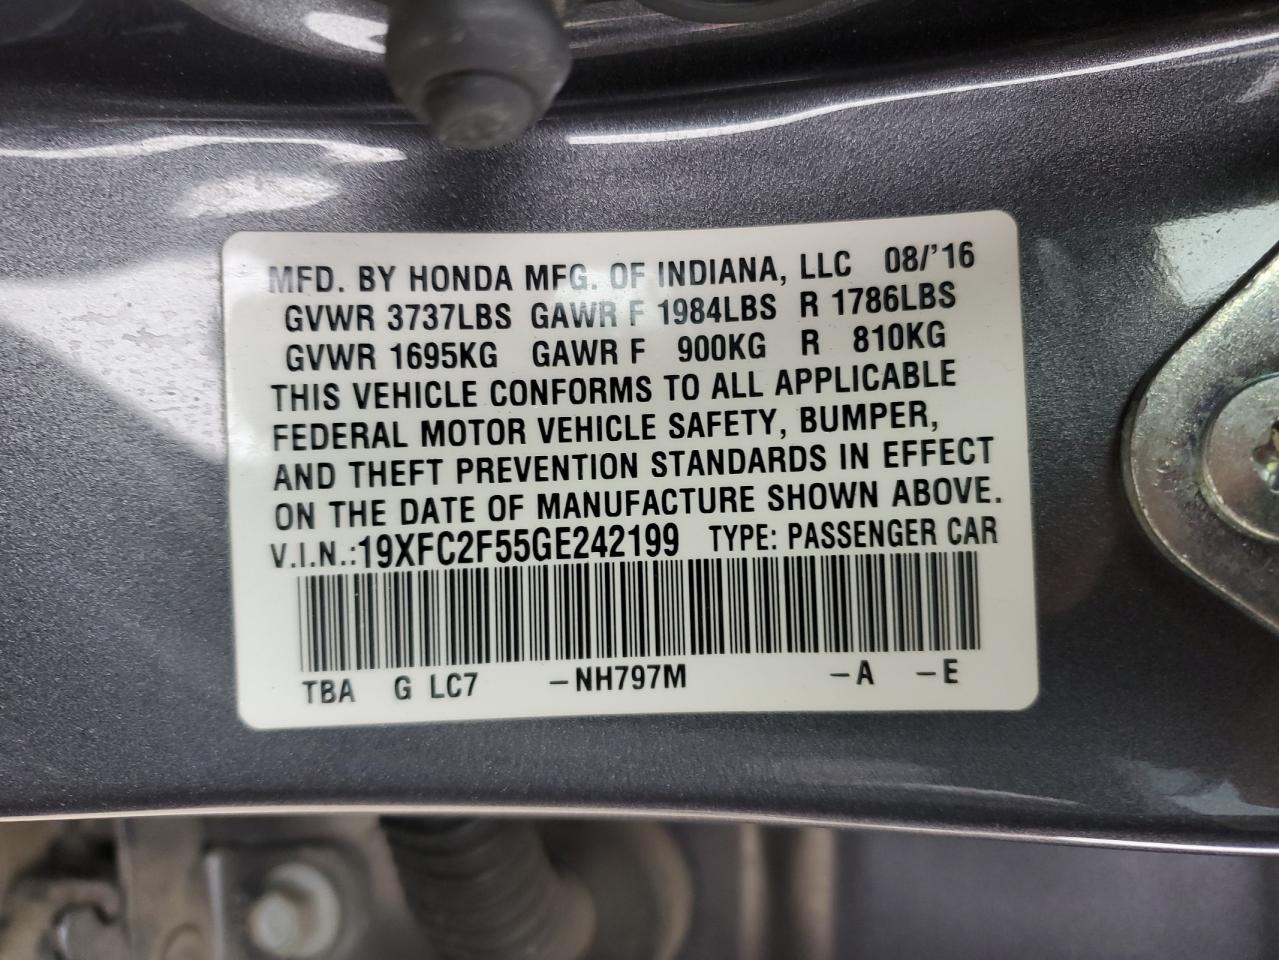 MFD. BY HONDA MFG. OF INDIANA, LLC 08/'16
GVWR 3737LBS GAWR F 1984LBS R 1786LBS
GVWR 1695KG GAWR F 900KG R 810KG
THIS VEHICLE CONFORMS TO ALL APPLICABLE
FEDERAL MOTOR VEHICLE SAFETY, BUMPER,
AND THEFT PREVENTION STANDARDS IN EFFECT
ON THE DATE OF MANUFACTURE SHOWN ABOVE.
V.I.N.:19XFC2F55GE242199 TYPE: PASSENGER CAR
TBA G LC7 –NH797M –A –E